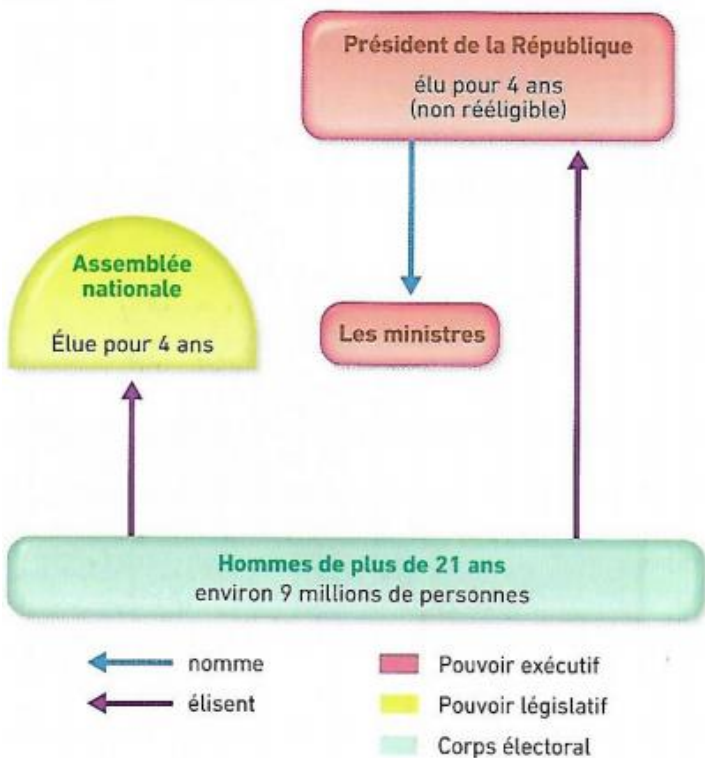 Président de la République
élu pour 4 ans
(non rééligible)
Assemblée
nationale
Élue pour 4 ans
Les ministres
Hommes de plus de 21 ans
environ 9 millions de personnes
nomme
élisent
Pouvoir exécutif
Pouvoir législatif
Corps électoral